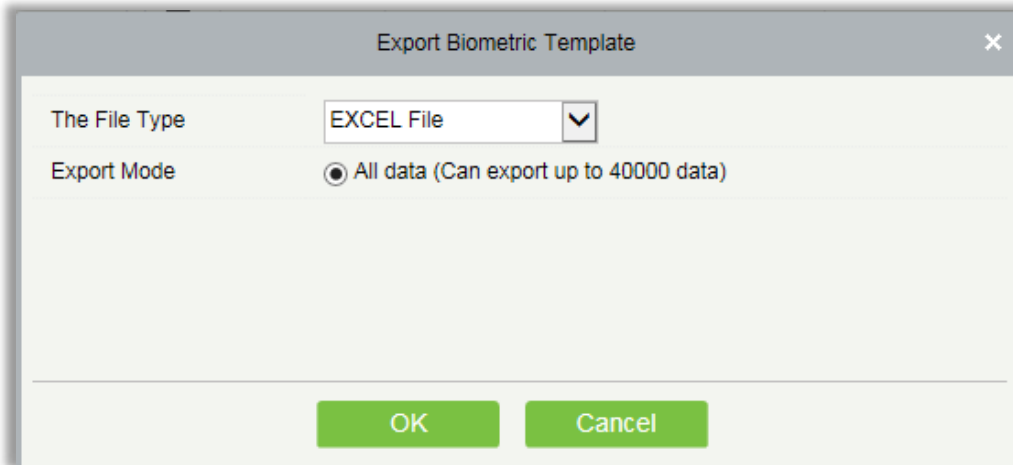 Export Biometric Template
The File Type EXCEL File
Export Mode All data (Can export up to 40000 data)
OK Cancel